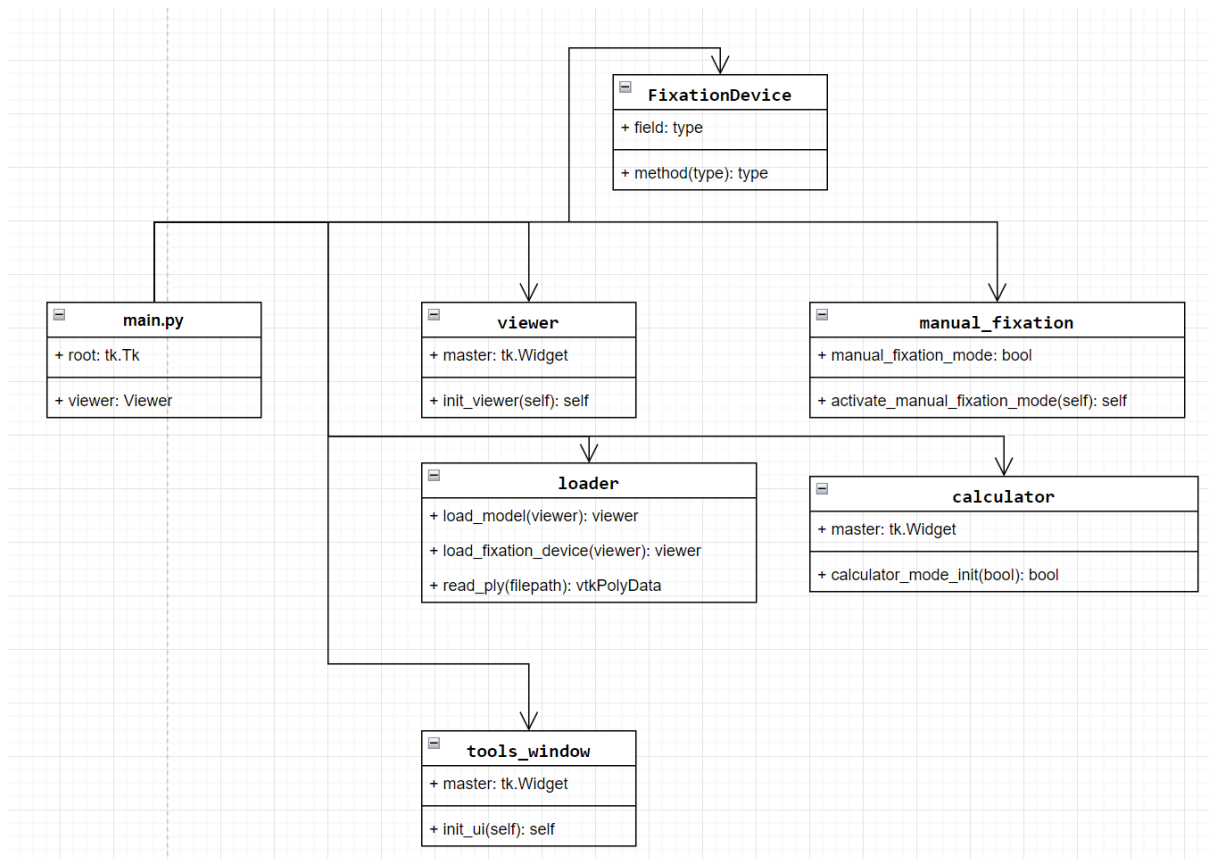 FixationDevice
+ field: type
+ method(type): type
main.py
+ root: tk.Tk
+ viewer: Viewer
viewer
+ master: tk.Widget
+ init_viewer(self): self
manual_fixation
+ manual_fixation_mode: bool
+ activate_manual_fixation_mode(self): self
loader
+ load_model(viewer): viewer
+ load_fixation_device(viewer): viewer
+ read_ply(filepath): vtkPolyData
calculator
+ master: tk.Widget
+ calculator_mode_init(bool): bool
tools_window
+ master: tk.Widget
+ init_ui(self): self